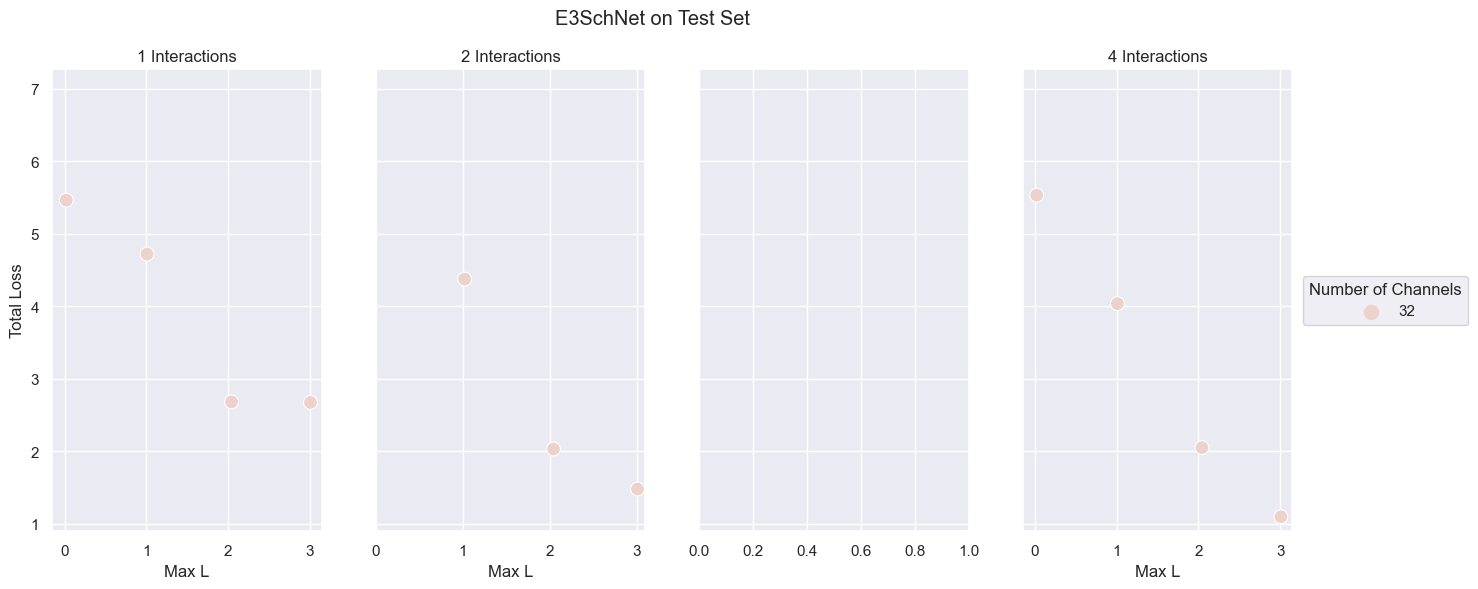 E3SchNet on Test Set
1 Interactions
2 Interactions
4 Interactions
Total Loss
7
6
5
4
3
2
1
0 1 2 3
0 1 2 3
0.0 0.2 0.4 0.6 0.8 1.0
0 1 2 3
Max L
Max L
Max L
Number of Channels
32